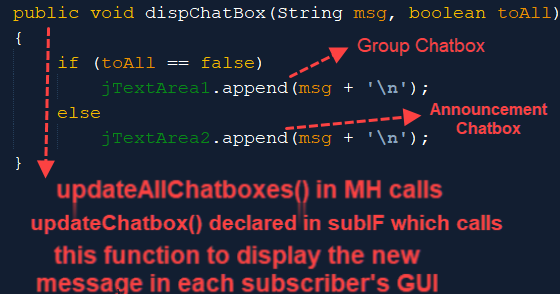 public void dispChatBox(String msg, boolean toAll)
{
if (toAll == false)
Group Chatbox
jTextArea1.append(msg + '\n');
else
Announcement
Chatbox
jTextArea2.append(msg + '\n');
}
updateAllChatboxes() in MH calls
updateChatbox() declared in subIF which calls
this function to display the new
message in each subscriber's GUI